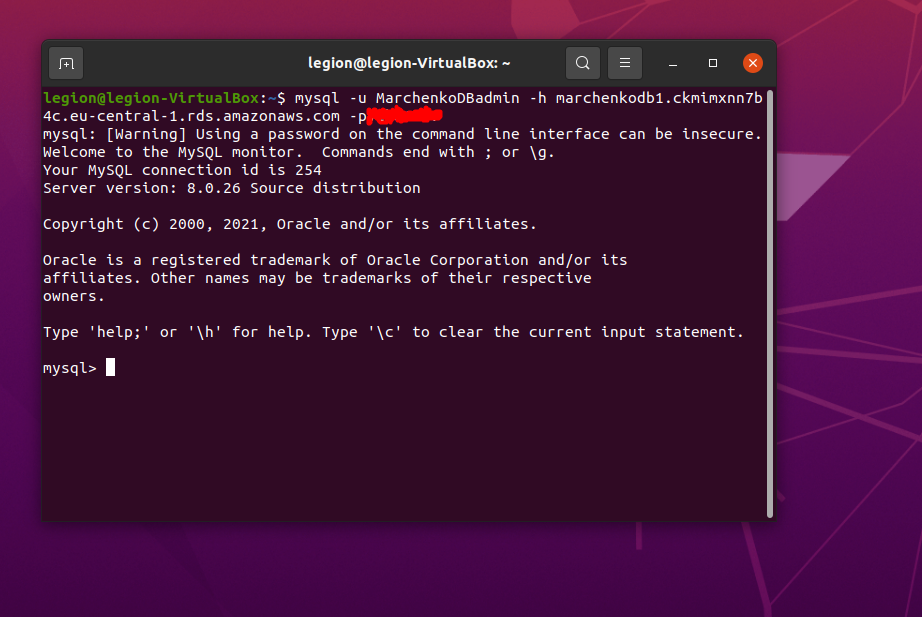 legion@legion-VirtualBox: ~
legion@legion-VirtualBox:~$ mysql -u MarchenkoDBadmin -h marchenkodb1.ckmimxnn7b
4c.eu-central-1.rds.amazonaws.com -p
mysql: [Warning] Using a password on the command line interface can be insecure.
Welcome to the MySQL monitor.  Commands end with ; or \g.
Your MySQL connection id is 254
Server version: 8.0.26 Source distribution
Copyright (c) 2000, 2021, Oracle and/or its affiliates.
Oracle is a registered trademark of Oracle Corporation and/or its
affiliates. Other names may be trademarks of their respective
owners.
Type 'help;' or '\h' for help. Type '\c' to clear the current input statement.
mysql>